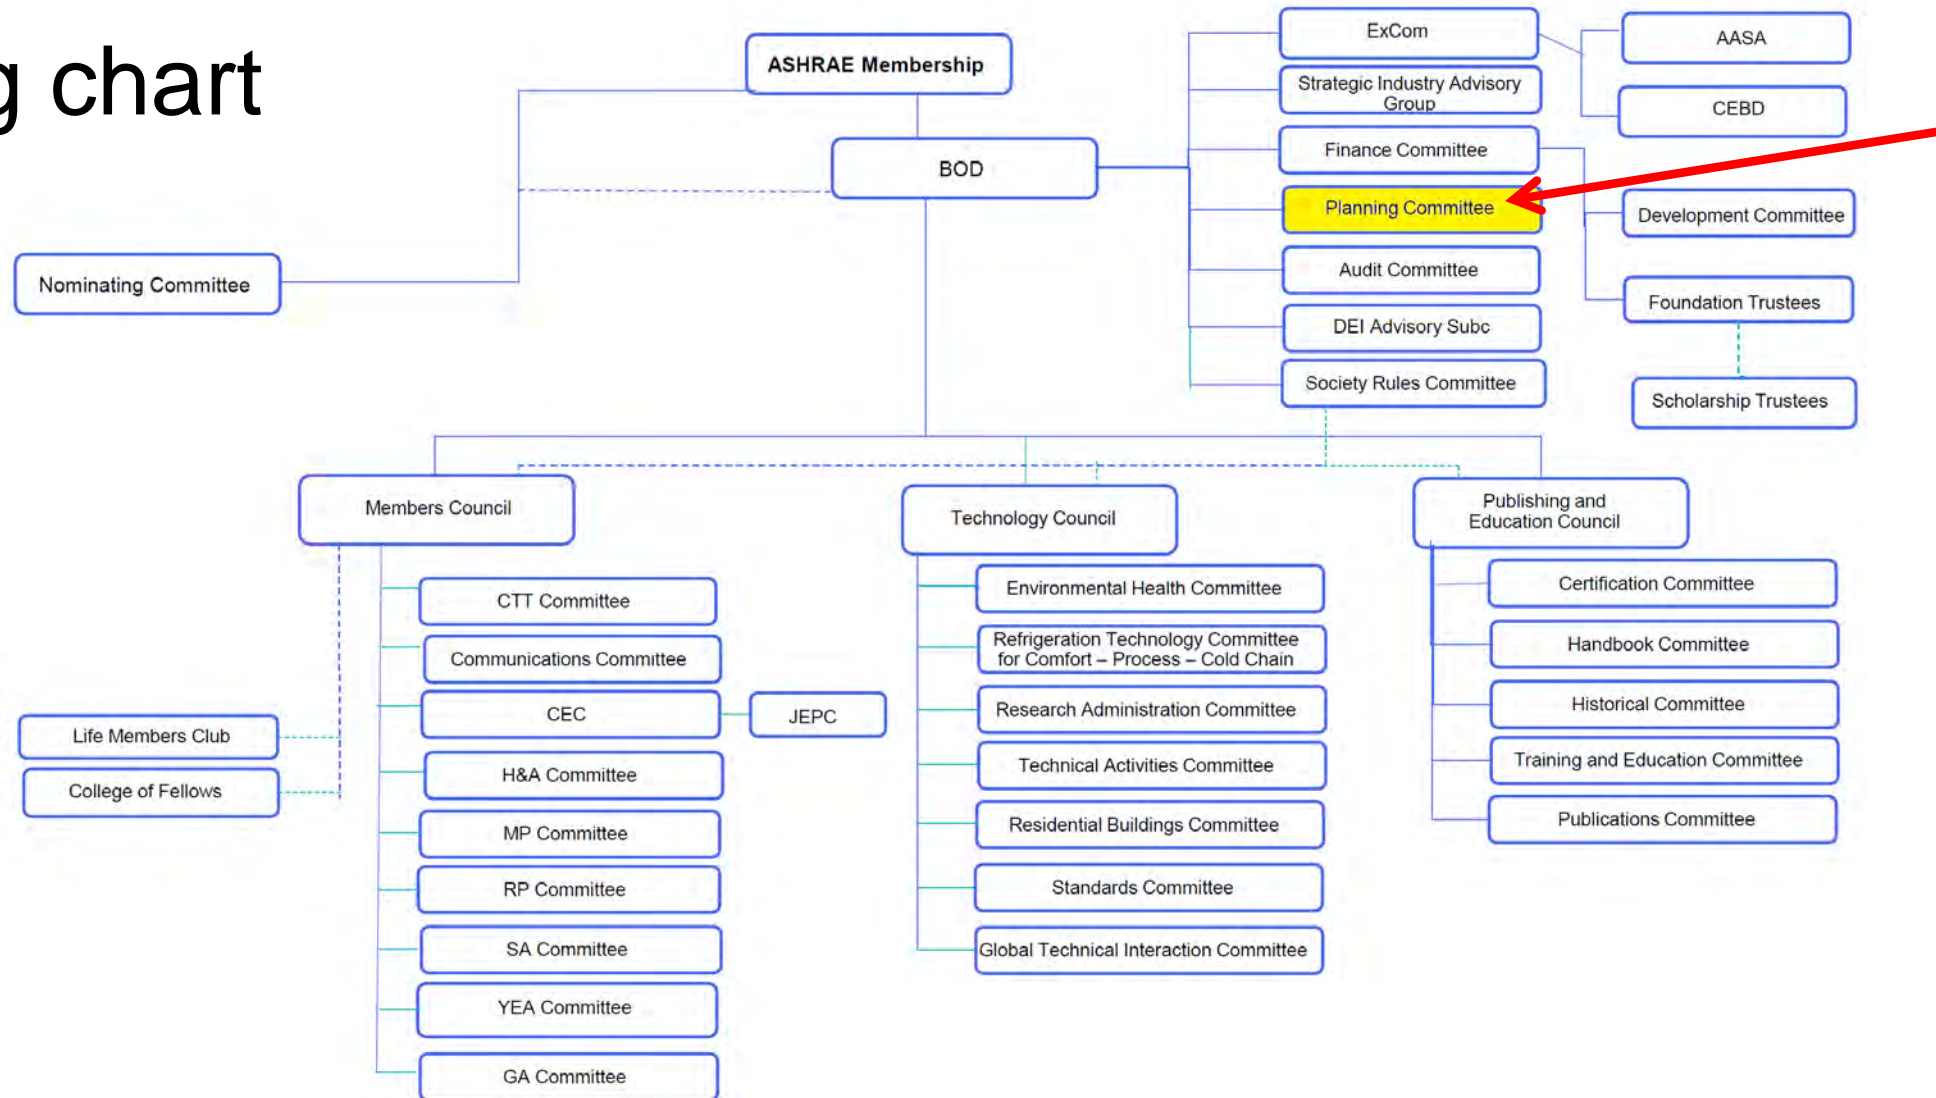 g chart
ASHRAE Membership
BOD
Nominating Committee
ExCom
AASA
CEBD
Strategic Industry Advisory
Group
Finance Committee
Planning Committee
Development Committee
Audit Committee
Foundation Trustees
DEI Advisory Subc
Society Rules Committee
Scholarship Trustees
Members Council
CTT Committee
Communications Committee
CEC
JEPC
H&A Committee
MP Committee
RP Committee
SA Committee
YEA Committee
GA Committee
Life Members Club
College of Fellows
Technology Council
Environmental Health Committee
Refrigeration Technology Committee
for Comfort – Process – Cold Chain
Research Administration Committee
Technical Activities Committee
Residential Buildings Committee
Standards Committee
Global Technical Interaction Committee
Publishing and
Education Council
Certification Committee
Handbook Committee
Historical Committee
Training and Education Committee
Publications Committee